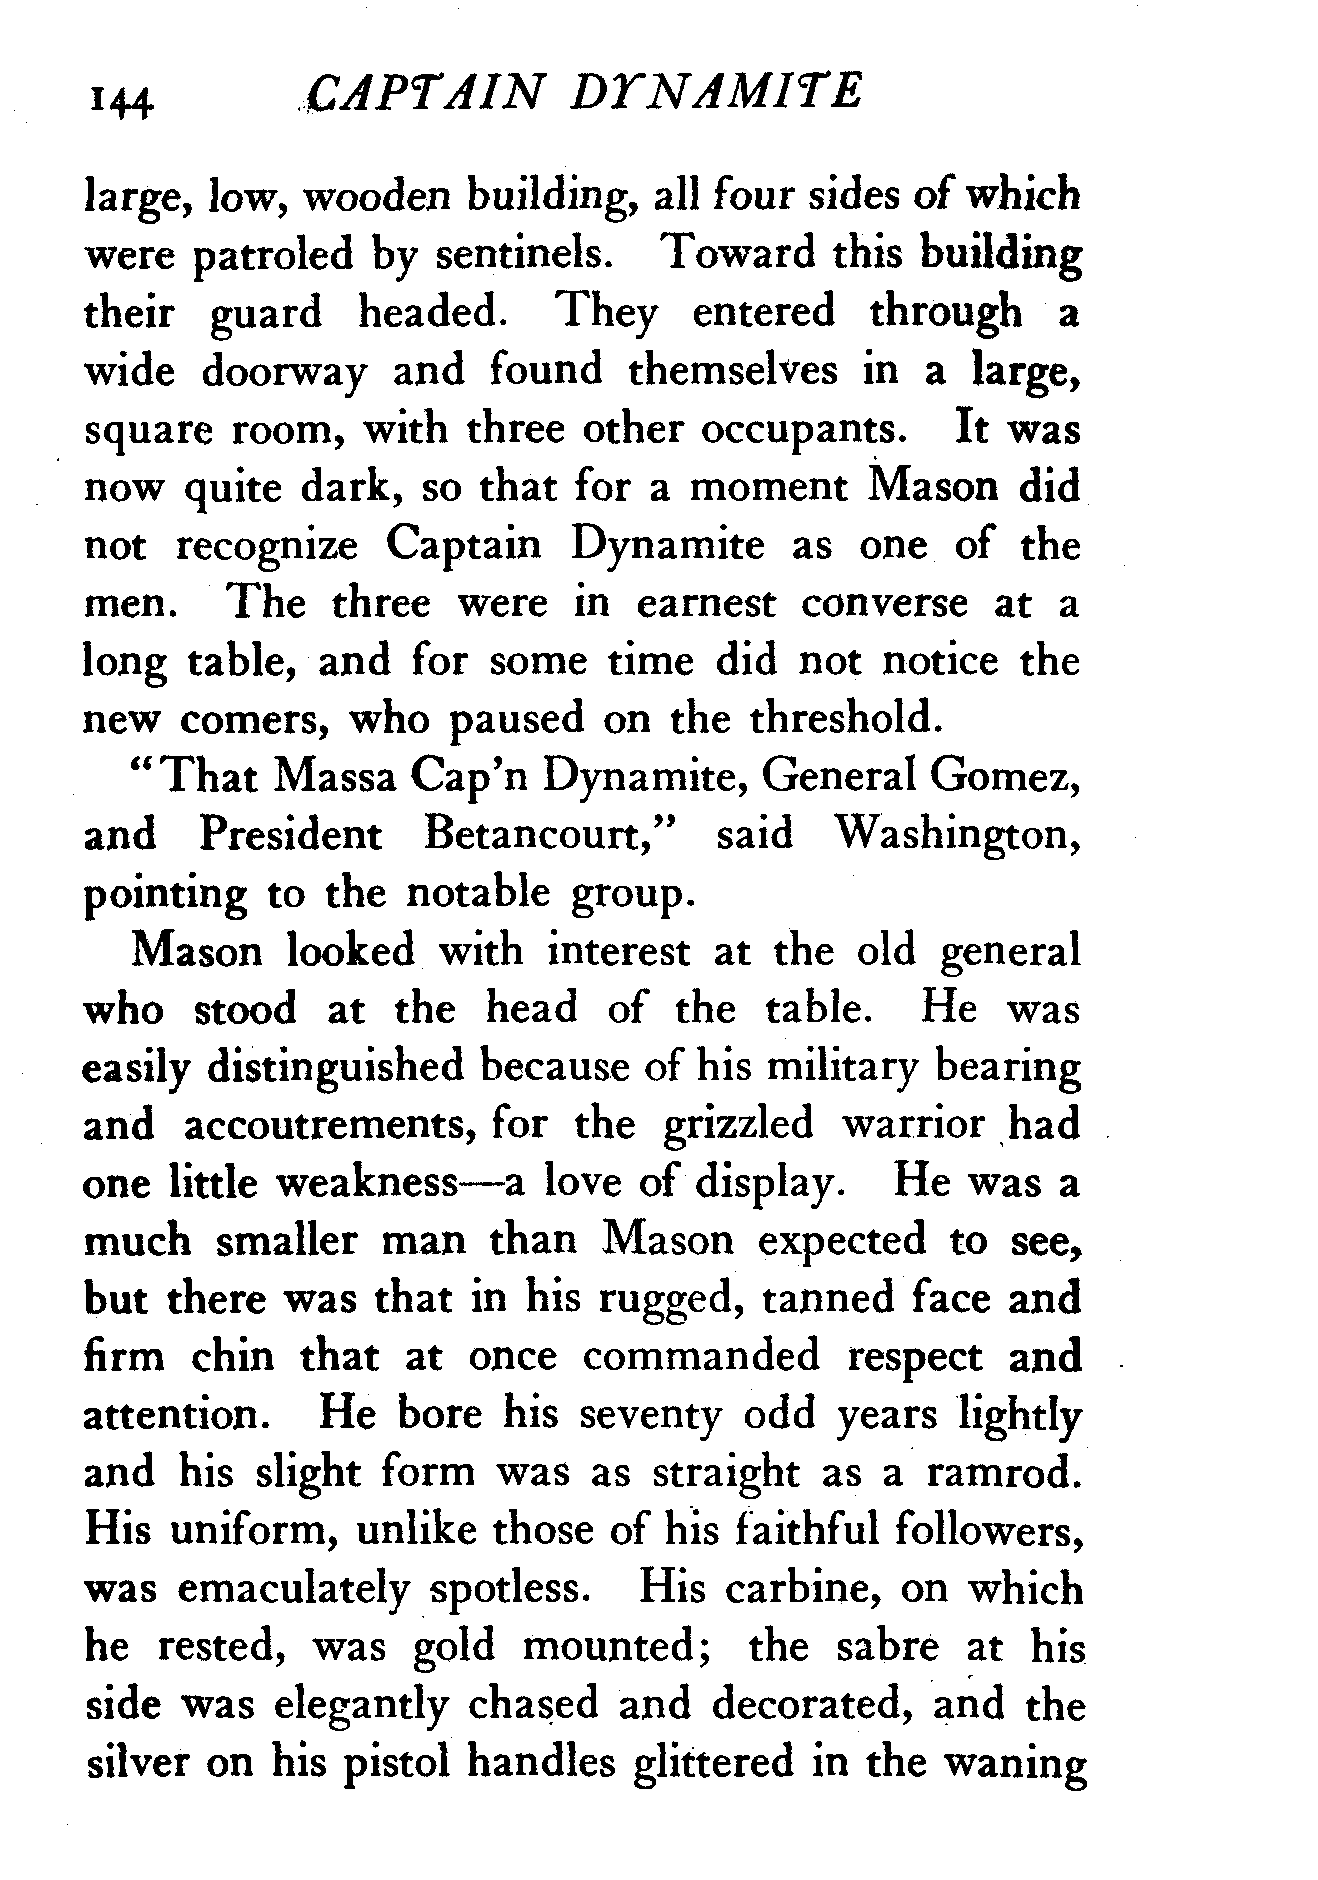 144 CAPTAIN DYNAMITE
large, low, wooden building, all four sides of which
were patroled by sentinels. Toward this building
their guard headed. They entered through a
wide doorway and found themselves in a large,
square room, with three other occupants. It was
now quite dark, so that for a moment Mason did
not recognize Captain Dynamite as one of the
men. The three were in earnest converse at a
long table, and for some time did not notice the
new comers, who paused on the threshold.
“That Massa Cap’n Dynamite, General Gomez,
and President Betancourt,” said Washington,
pointing to the notable group.
Mason looked with interest at the old general
who stood at the head of the table. He was
easily distinguished because of his military bearing
and accoutrements, for the grizzled warrior had
one little weakness—a love of display. He was a
much smaller man than Mason expected to see,
but there was that in his rugged, tanned face and
firm chin that at once commanded respect and
attention. He bore his seventy odd years lightly
and his slight form was as straight as a ramrod.
His uniform, unlike those of his faithful followers,
was emaculately spotless. His carbine, on which
he rested, was gold mounted; the sabre at his
side was elegantly chased and decorated, and the
silver on his pistol handles glittered in the waning